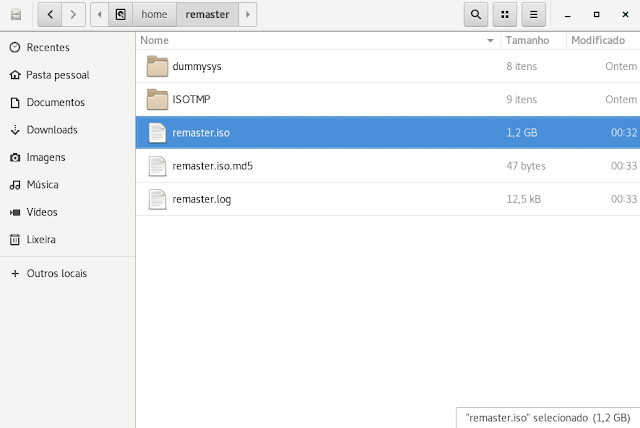 home remaster
Nome Tamanho Modificado
Recentes
Pasta pessoal
Documentos
Downloads
Imagens
Música
Vídeos
Lixeira
Outros locais
dummysys 8 itens Ontem
ISOTMP 9 itens Ontem
remaster.iso 1,2 GB 00:32
remaster.iso.md5 47 bytes 00:33
remaster.log 12,5 kB 00:33
"remaster.iso" selecionado (1,2 GB)